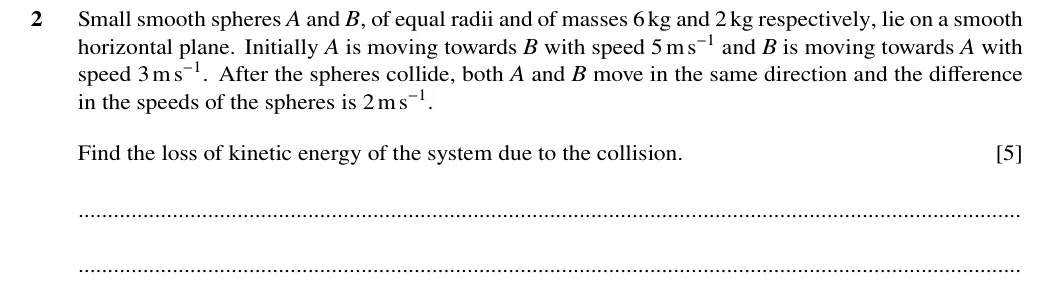 2 Small smooth spheres A and B, of equal radii and of masses 6 kg and 2 kg respectively, lie on a smooth
horizontal plane. Initially A is moving towards B with speed 5 m s⁻¹ and B is moving towards A with
speed 3 m s⁻¹. After the spheres collide, both A and B move in the same direction and the difference
in the speeds of the spheres is 2 m s⁻¹.
Find the loss of kinetic energy of the system due to the collision. [5]